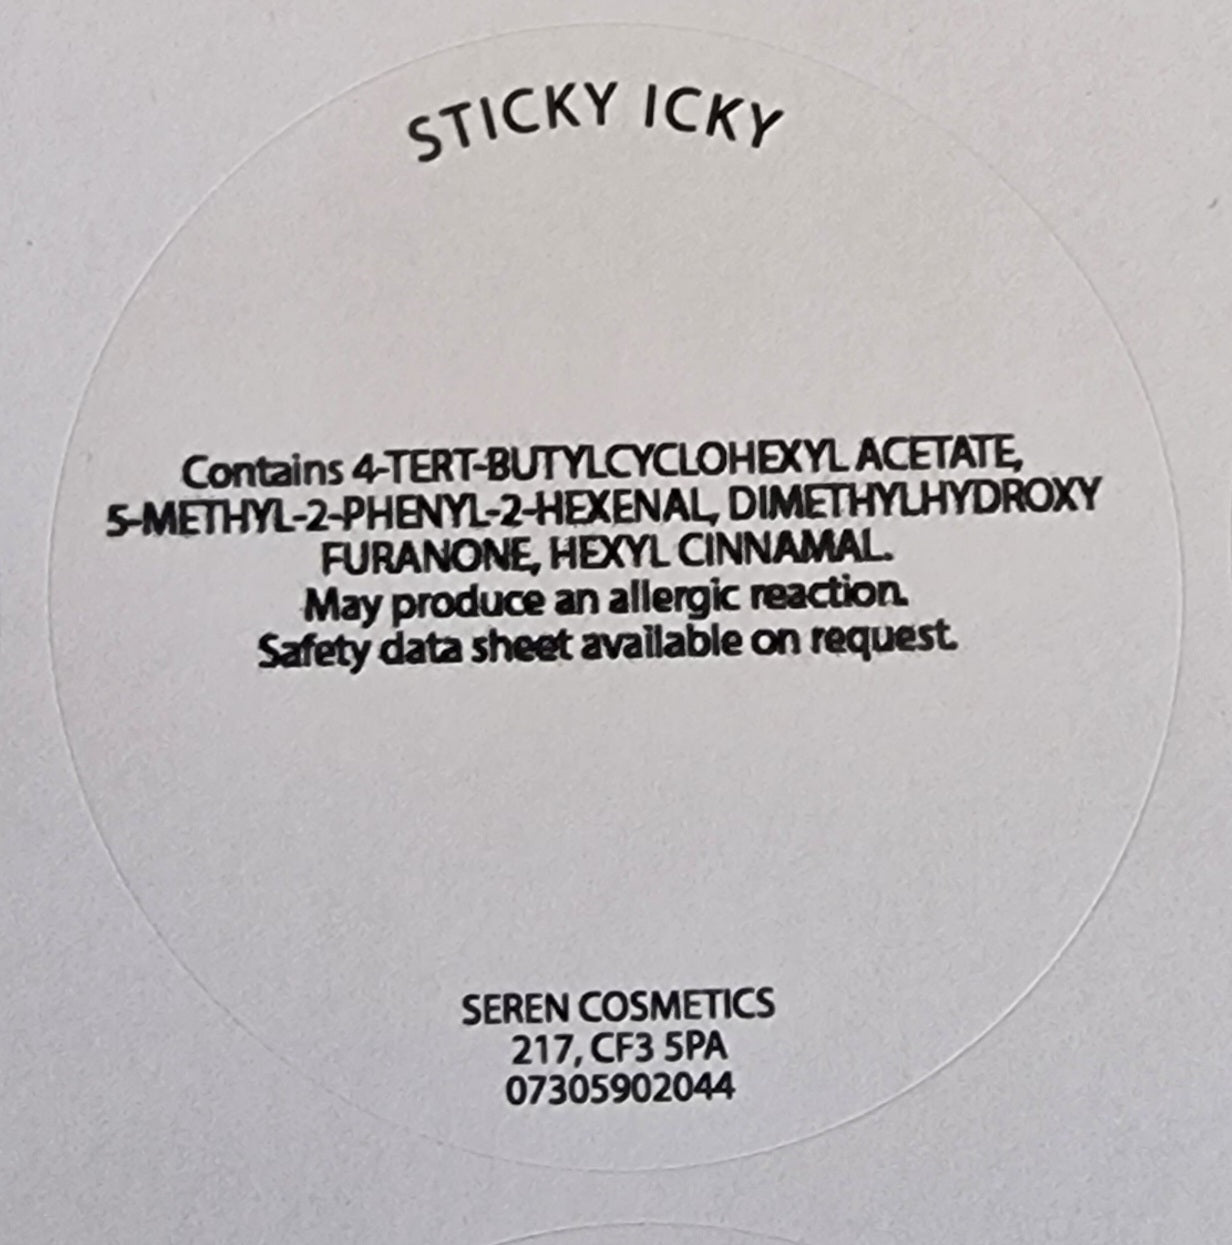 STICKY ICKY
Contains 4-TERT-BUTYLCYCLOHEXYL ACETATE,
5-METHYL-2-PHENYL-2-HEXENAL, DIMETHYLHYDROXY
FURANONE, HEXYL CINNAMAL.
May produce an allergic reaction.
Safety data sheet available on request.
SEREN COSMETICS
217, CF3 5PA
07305902044